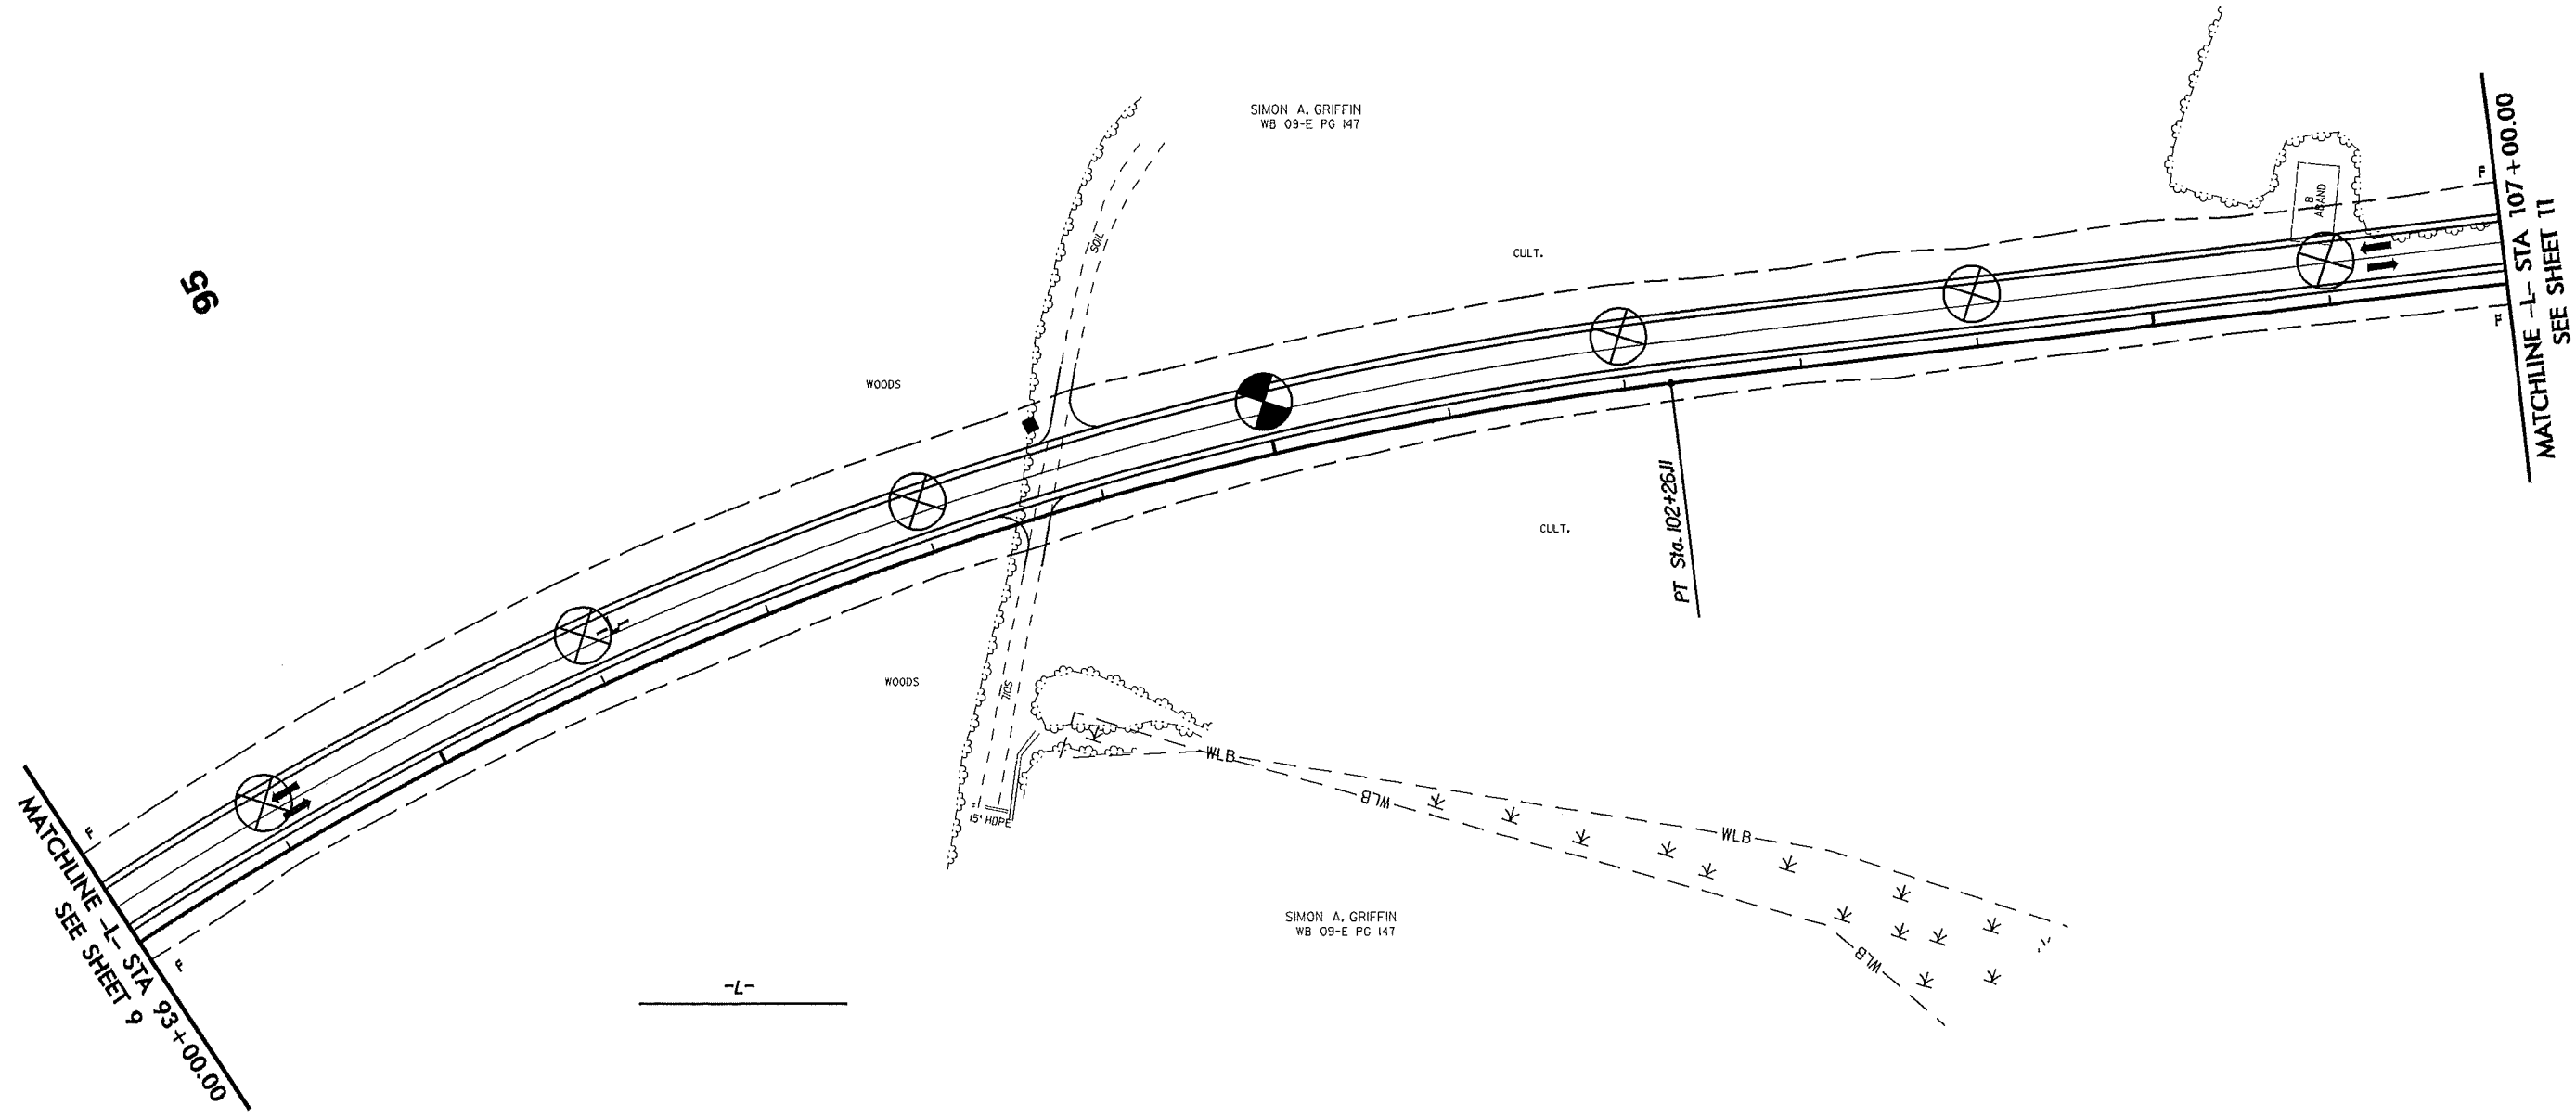 SIMON A. GRIFFIN
WB 09-E PG 147
95
SOIL
CULT.
WOODS
B
ABAND
F
F
MATCHLINE -L- STA 107+00.00
SEE SHEET 11
PT Sta. 102+26.11
CULT.
-L-
WOODS
SOIL
15" HDPE
WLB
WLB
WLB
WLB
F
F
MATCHLINE -L- STA 93+00.00
SEE SHEET 9
SIMON A. GRIFFIN
WB 09-E PG 147
-L-